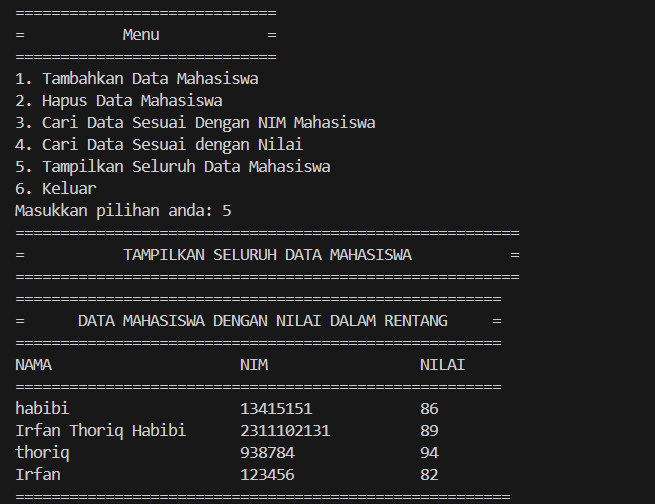 =============================
=           Menu            =
=============================
1. Tambahkan Data Mahasiswa
2. Hapus Data Mahasiswa
3. Cari Data Sesuai Dengan NIM Mahasiswa
4. Cari Data Sesuai dengan Nilai
5. Tampilkan Seluruh Data Mahasiswa
6. Keluar
Masukkan pilihan anda: 5
========================================================
=           TAMPILKAN SELURUH DATA MAHASISWA           =
========================================================
======================================================
=      DATA MAHASISWA DENGAN NILAI DALAM RENTANG     =
======================================================
NAMA                     NIM                 NILAI
======================================================
habibi                   13415151            86
Irfan Thoriq Habibi      2311102131          89
thoriq                   938784              94
Irfan                    123456              82
=======================================================